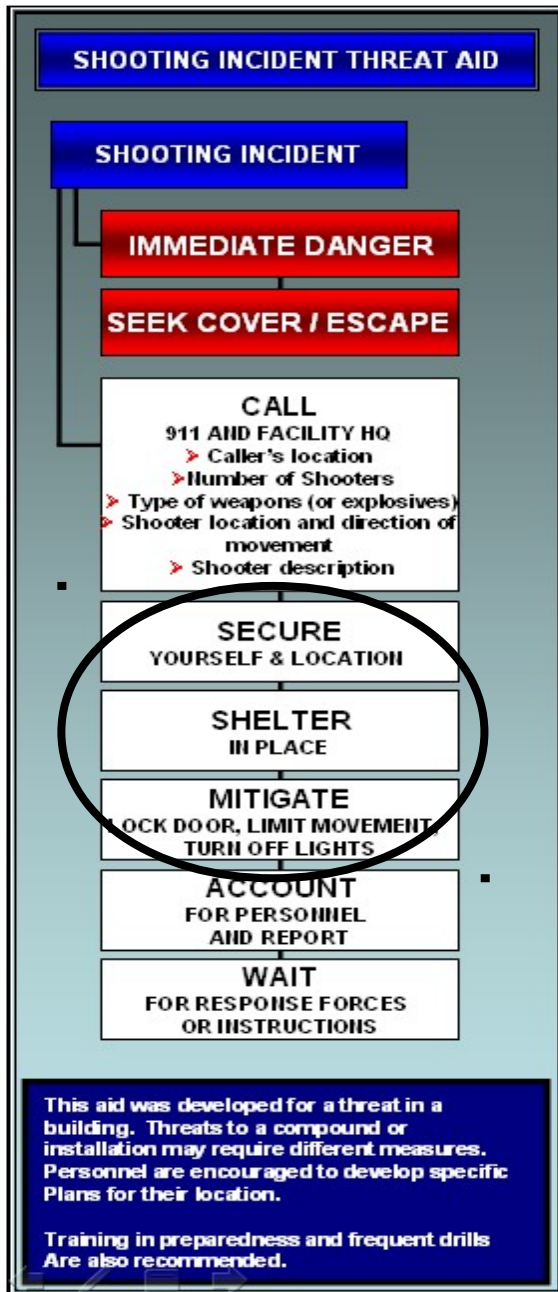 SHOOTING INCIDENT THREAT AID
SHOOTING INCIDENT
IMMEDIATE DANGER
SEEK COVER / ESCAPE
CALL
911 AND FACILITY HQ
➢ Caller's location
➢Number of Shooters
➢ Type of weapons (or explosives)
➢ Shooter location and direction of
movement
➢ Shooter description
SECURE
YOURSELF & LOCATION
SHELTER
IN PLACE
MITIGATE
LOCK DOOR, LIMIT MOVEMENT,
TURN OFF LIGHTS
ACCOUNT
FOR PERSONNEL
AND REPORT
WAIT
FOR RESPONSE FORCES
OR INSTRUCTIONS
This aid was developed for a threat in a
building. Threats to a compound or
installation may require different measures.
Personnel are encouraged to develop specific
Plans for their location.
Training in preparedness and frequent drills
Are also recommended.